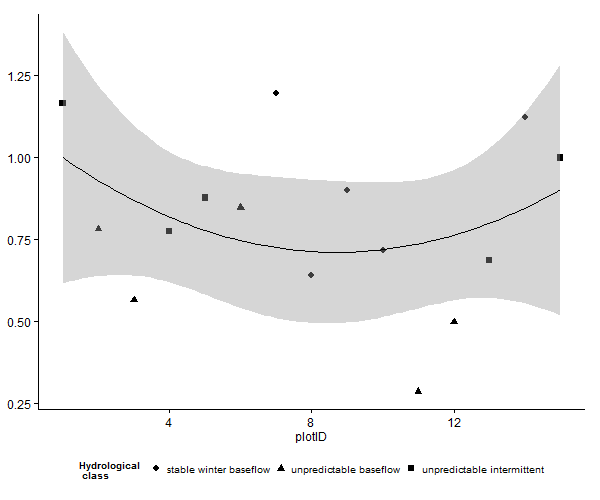 1.25
1.00
0.75
0.50
0.25
4 8 12
plotID
Hydrological
class
stable winter baseflow unpredictable baseflow unpredictable intermittent